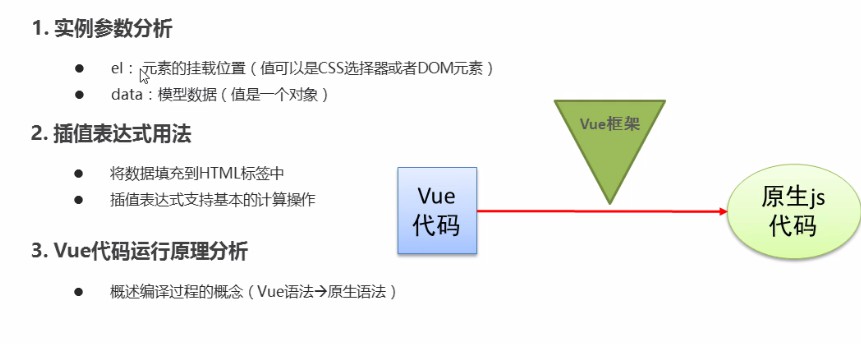 1. 实例参数分析
● el：元素的挂载位置（值可以是CSS选择器或者DOM元素）
● data：模型数据（值是一个对象）
2. 插值表达式用法
● 将数据填充到HTML标签中
● 插值表达式支持基本的计算操作
3. Vue代码运行原理分析
● 概述编译过程的概念（Vue语法→原生语法）
Vue
代码
Vue框架
原生js
代码